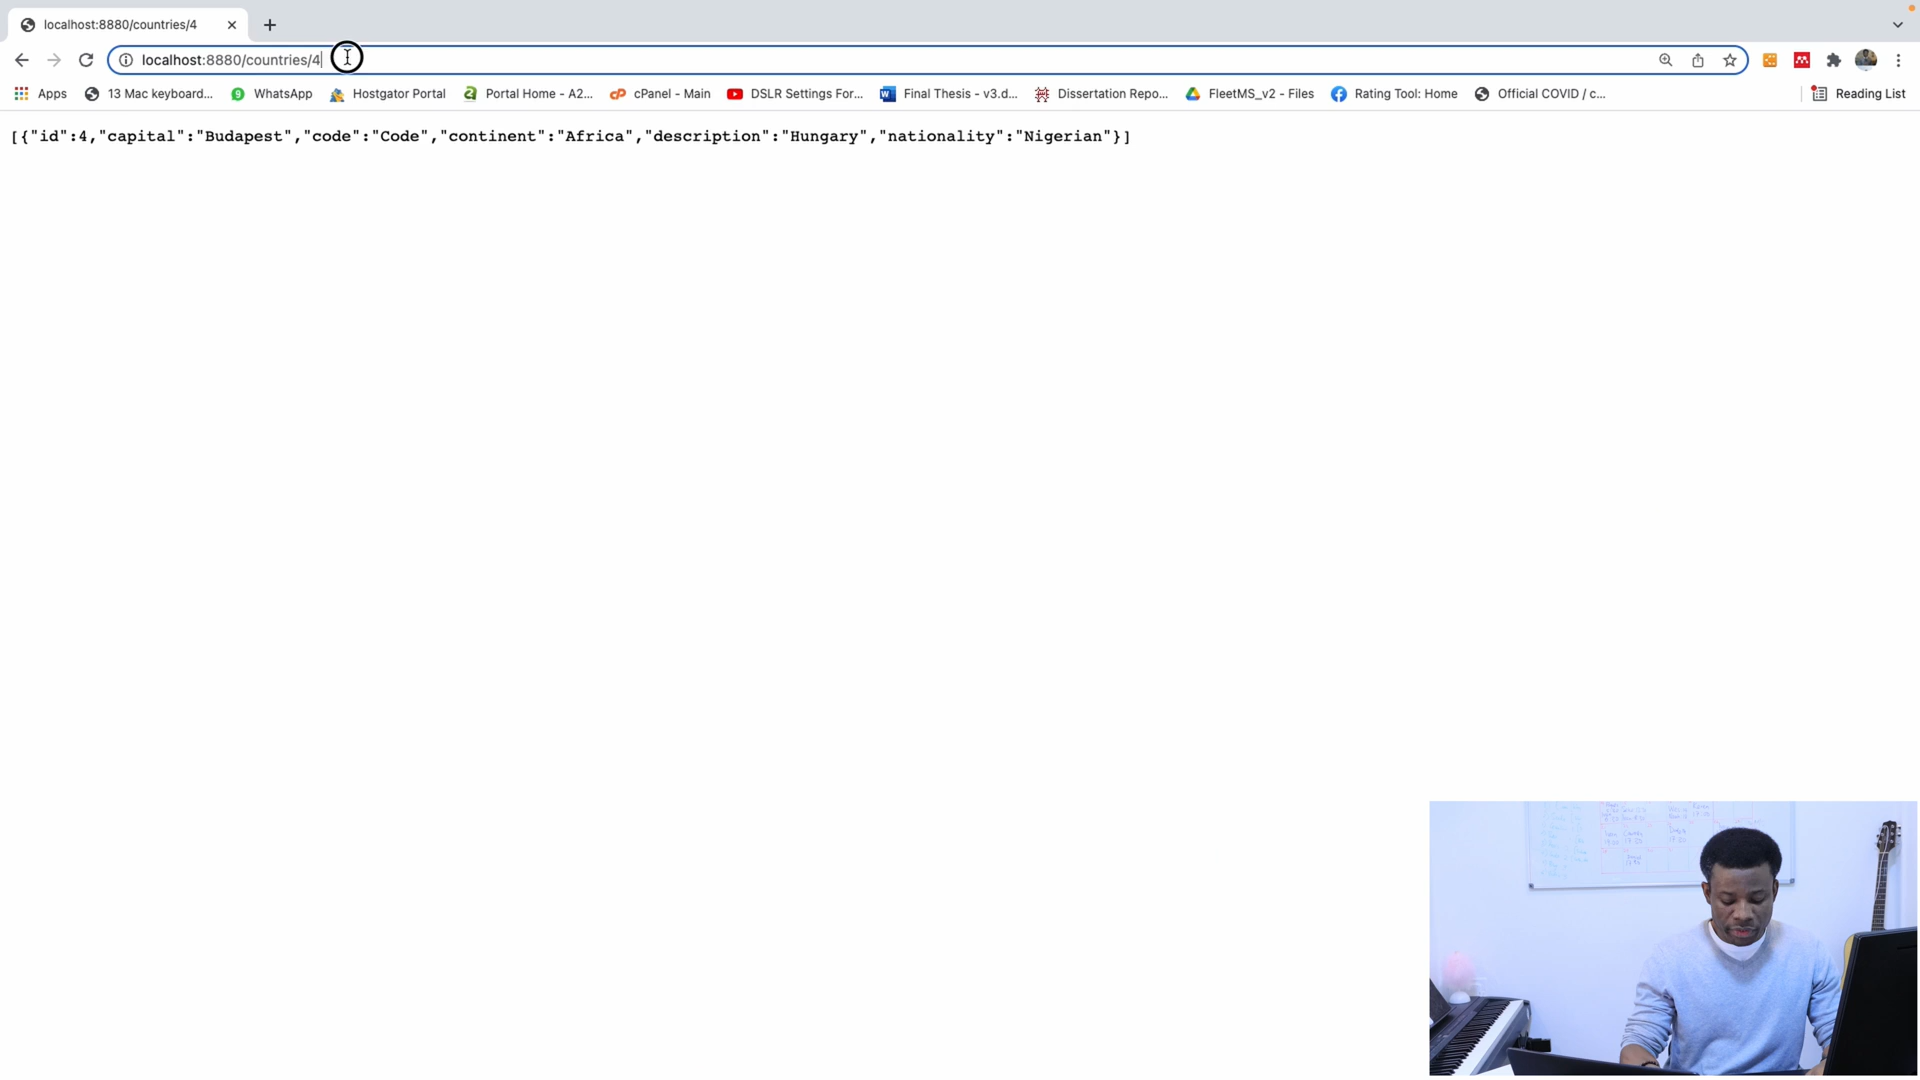 localhost:8880/countries/4
localhost:8880/countries/4
Apps 13 Mac keyboard... WhatsApp Hostgator Portal Portal Home - A2... cPanel - Main DSLR Settings For... Final Thesis - v3.d... Dissertation Repo... FleetMS_v2 - Files Rating Tool: Home Official COVID / c... Reading List
[{"id":4,"capital":"Budapest","code":"Code","continent":"Africa","description":"Hungary","nationality":"Nigerian"}]